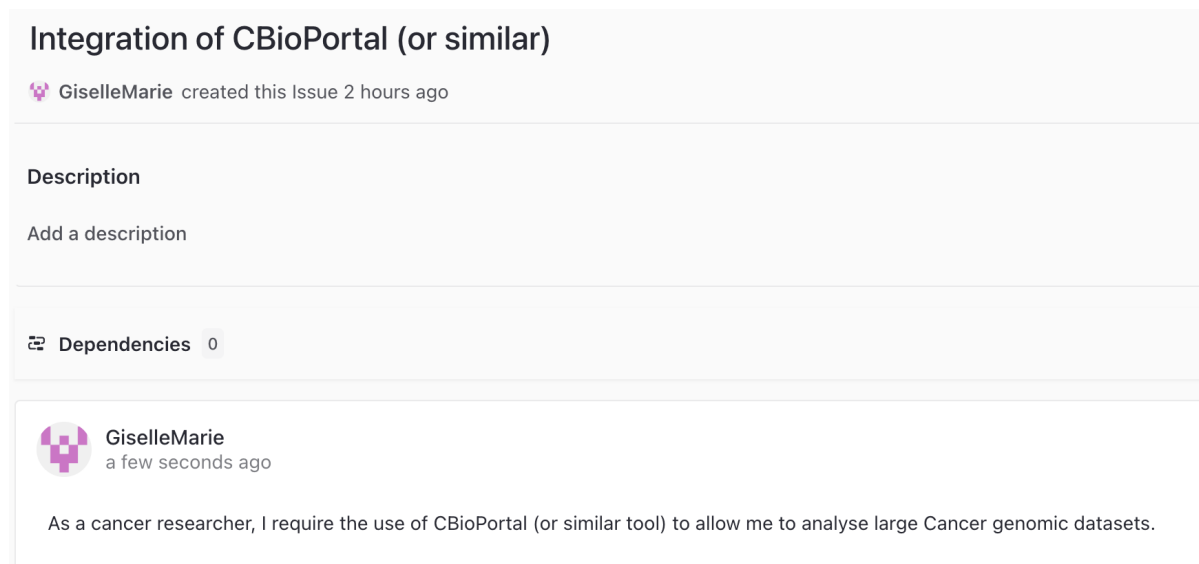 Integration of CBioPortal (or similar)
GiselleMarie created this Issue 2 hours ago
Description
Add a description
Dependencies 0
GiselleMarie
a few seconds ago
As a cancer researcher, I require the use of CBioPortal (or similar tool) to allow me to analyse large Cancer genomic datasets.